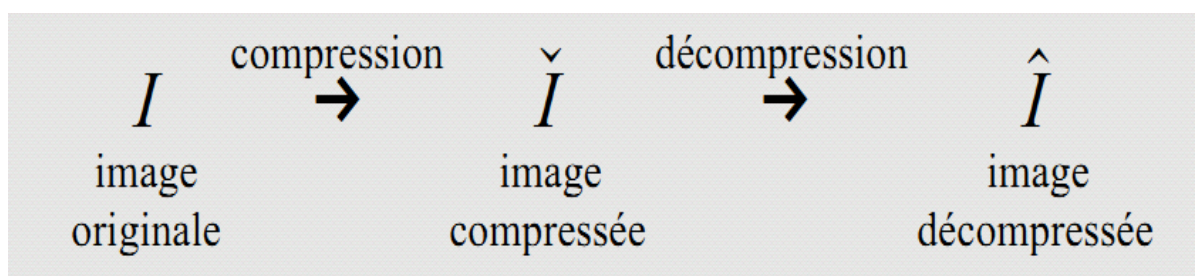 compression décompression
I → Ǐ → Î
image image image
originale compressée décompressée